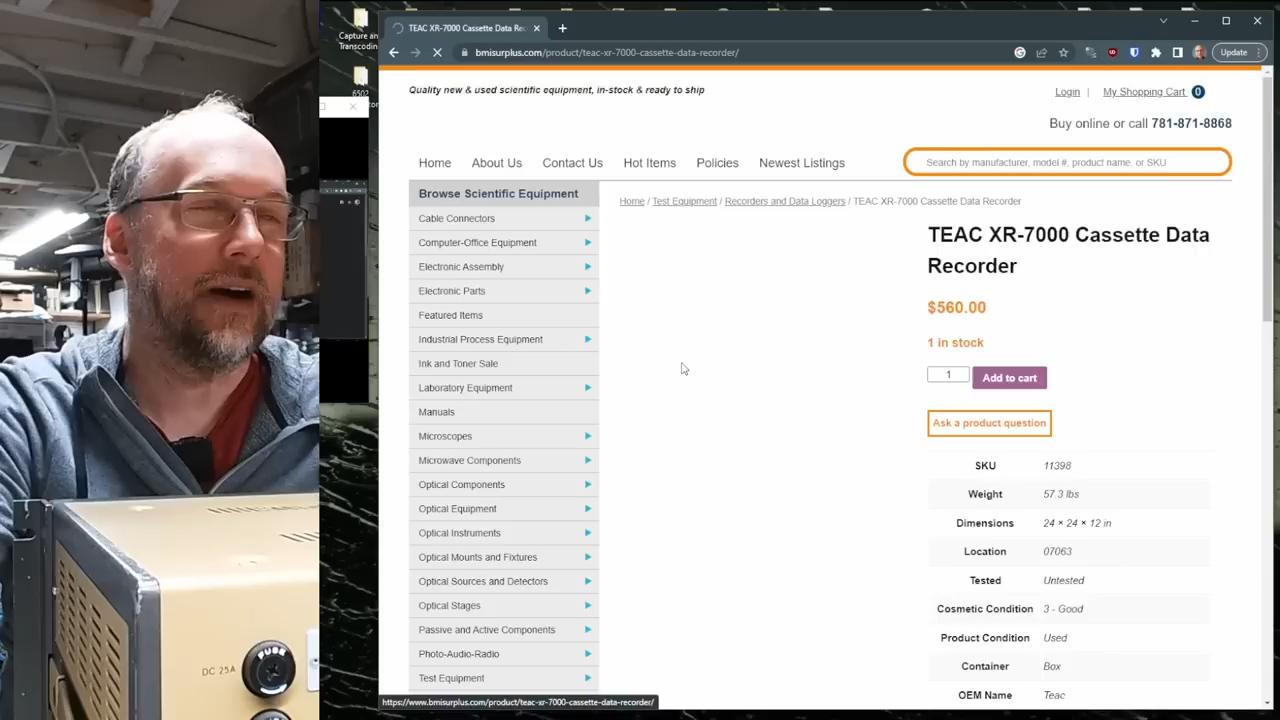 Capture an
Transcodin
6502
TEAC XR-7000 Cassette Data Rec
bmisurplus.com/product/teac-xr-7000-cassette-data-recorder/
Update
Quality new & used scientific equipment, in-stock & ready to ship
Login | My Shopping Cart 0
Buy online or call 781-871-8868
Home About Us Contact Us Hot Items Policies Newest Listings
Search by manufacturer, model #, product name, or SKU
Browse Scientific Equipment
Cable Connectors
Computer-Office Equipment
Electronic Assembly
Electronic Parts
Featured Items
Industrial Process Equipment
Ink and Toner Sale
Laboratory Equipment
Manuals
Microscopes
Microwave Components
Optical Components
Optical Equipment
Optical Instruments
Optical Mounts and Fixtures
Optical Sources and Detectors
Optical Stages
Passive and Active Components
Photo-Audio-Radio
Test Equipment
Home / Test Equipment / Recorders and Data Loggers / TEAC XR-7000 Cassette Data Recorder
TEAC XR-7000 Cassette Data
Recorder
$560.00
1 in stock
1 Add to cart
Ask a product question
SKU 11398
Weight 57.3 lbs
Dimensions 24 × 24 × 12 in
Location 07063
Tested Untested
Cosmetic Condition 3 - Good
Product Condition Used
Container Box
OEM Name Teac
https://www.bmisurplus.com/product/teac-xr-7000-cassette-data-recorder/
DC 25A
FUSE